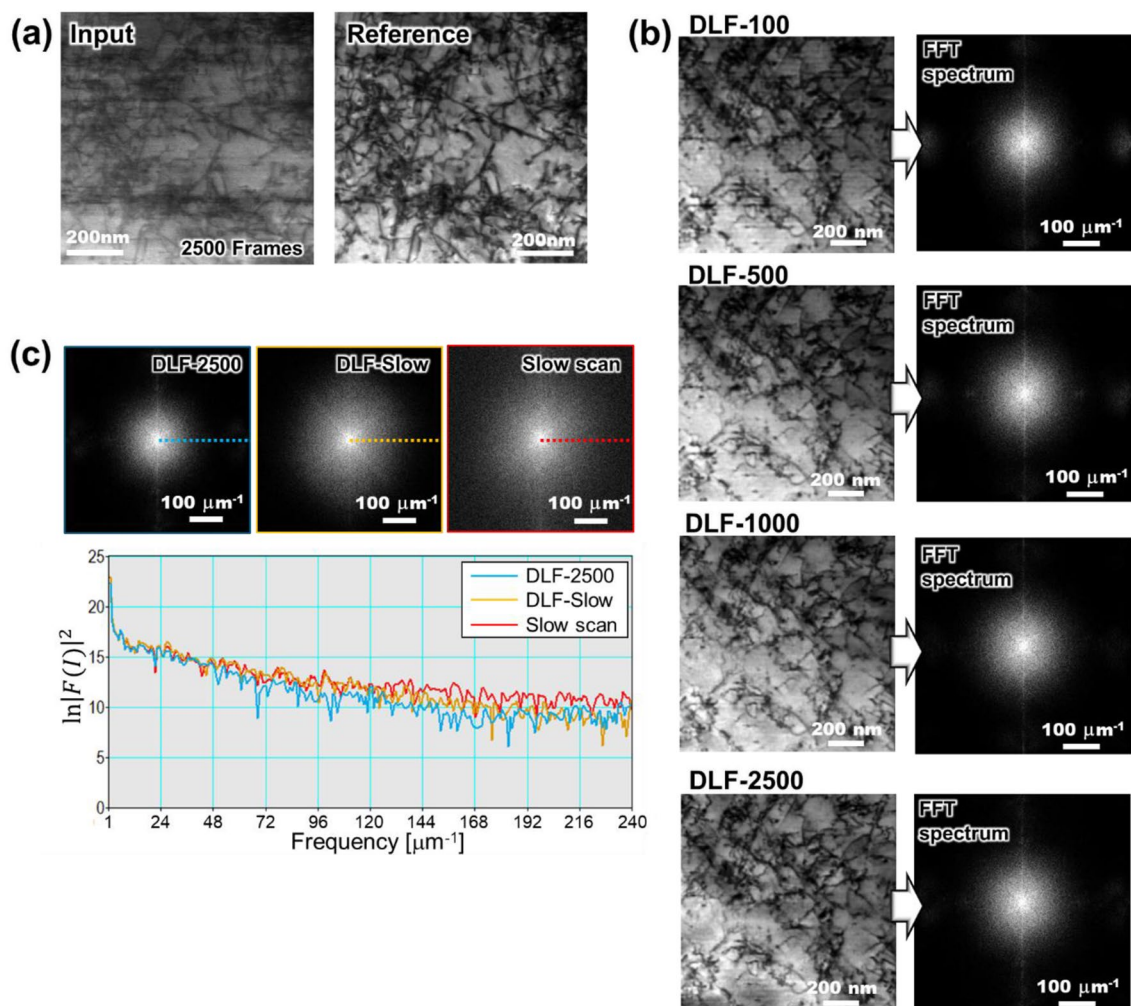 (a)
Input
200nm
2500 Frames
Reference
200nm
(b)
DLF-100
200 nm
FFT
spectrum
100 μm⁻¹
DLF-500
200 nm
FFT
spectrum
100 μm⁻¹
DLF-1000
200 nm
FFT
spectrum
100 μm⁻¹
DLF-2500
200 nm
FFT
spectrum
100 μm⁻¹
(c)
DLF-2500
100 μm⁻¹
DLF-Slow
100 μm⁻¹
Slow scan
100 μm⁻¹
ln|F(I)|²
25
20
15
10
5
0
DLF-2500
DLF-Slow
Slow scan
1 24 48 72 96 120 144 168 192 216 240
Frequency [μm⁻¹]